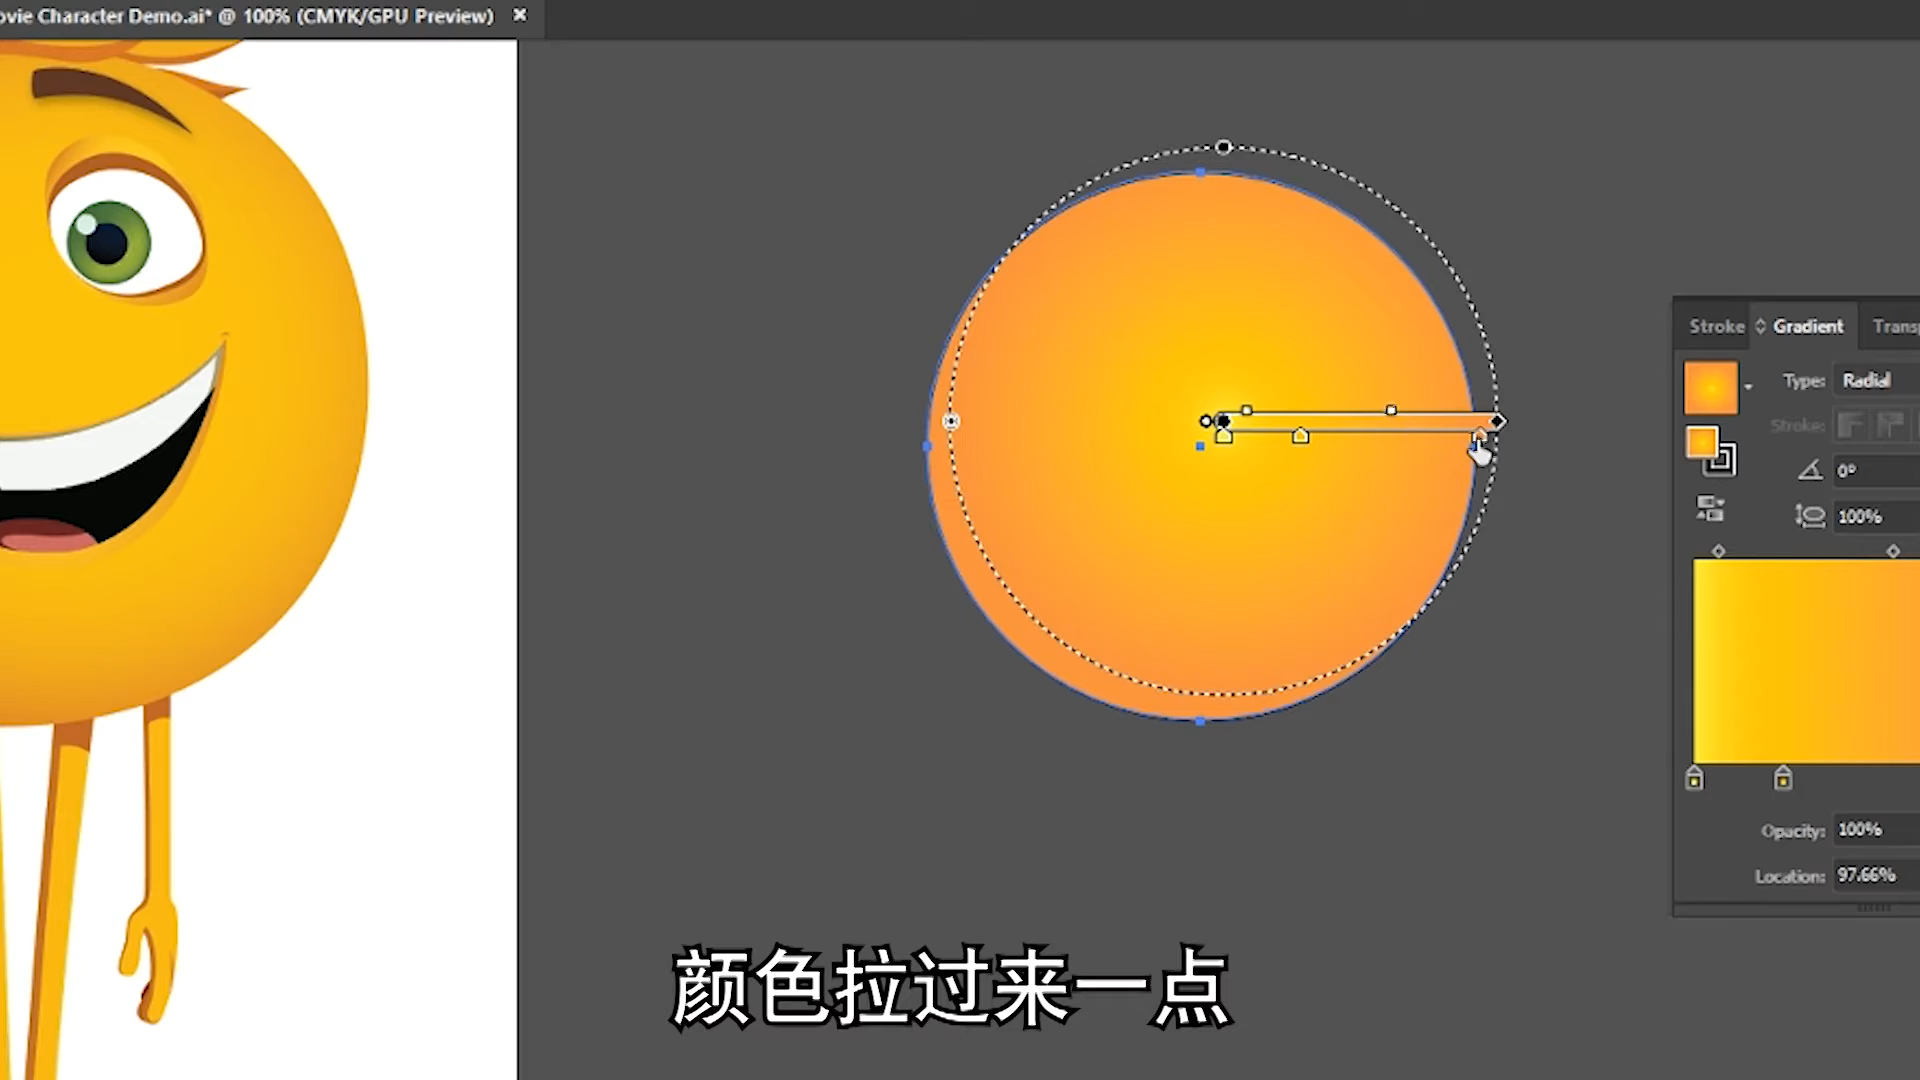 ovie Character Demo.ai* @ 100% (CMYK/GPU Preview) ×
Stroke Gradient Transp
Type: Radial
Stroke:
0°
100%
Opacity: 100%
Location: 97.66%
颜色拉过来一点